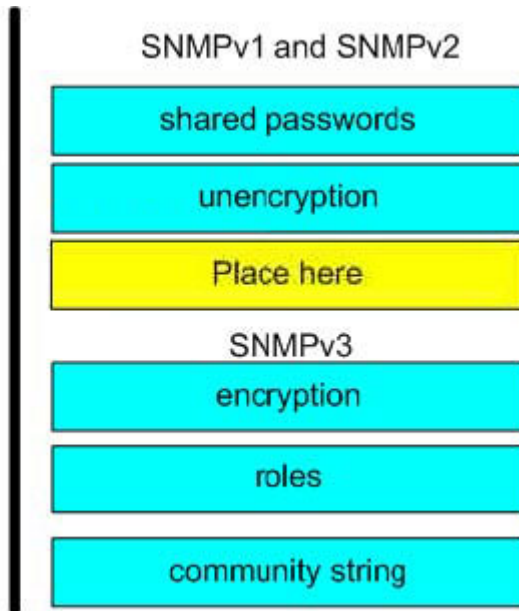 SNMPv1 and SNMPv2
shared passwords
unencryption
Place here
SNMPv3
encryption
roles
community string